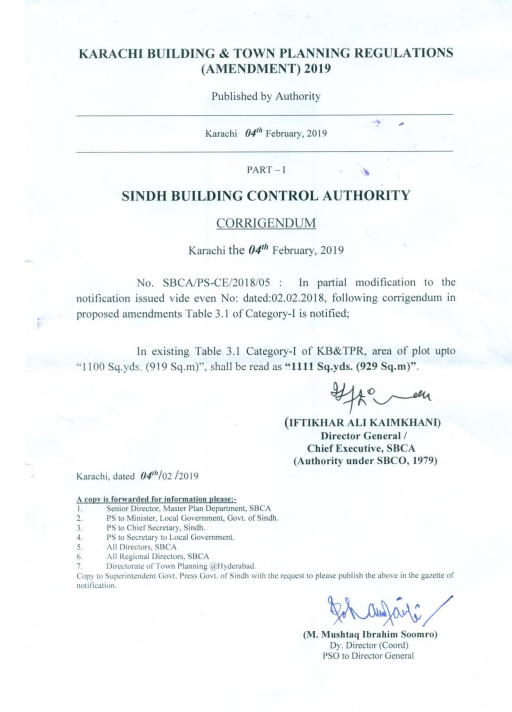 KARACHI BUILDING & TOWN PLANNING REGULATIONS
(AMENDMENT) 2019
Published by Authority
Karachi 04th February, 2019
PART – I
SINDH BUILDING CONTROL AUTHORITY
CORRIGENDUM
Karachi the 04th February, 2019
No. SBCA/PS-CE/2018/05 : In partial modification to the
notification issued vide even No: dated:02.02.2018, following corrigendum in
proposed amendments Table 3.1 of Category-I is notified;
In existing Table 3.1 Category-I of KB&TPR, area of plot upto
“1100 Sq.yds. (919 Sq.m)”, shall be read as “1111 Sq.yds. (929 Sq.m)”.
(IFTIKHAR ALI KAIMKHANI)
Director General /
Chief Executive, SBCA
(Authority under SBCO, 1979)
Karachi, dated 04th/02 /2019
A copy is forwarded for information please:-
1. Senior Director, Master Plan Department, SBCA
2. PS to Minister, Local Government, Govt. of Sindh.
3. PS to Chief Secretary, Sindh.
4. PS to Secretary to Local Government.
5. All Directors, SBCA
6. All Regional Directors, SBCA
7. Directorate of Town Planning @Hyderabad.
Copy to Superintendent Govt. Press Govt. of Sindh with the request to please publish the above in the gazette of
notification.
(M. Mushtaq Ibrahim Soomro)
Dy. Director (Coord)
PSO to Director General